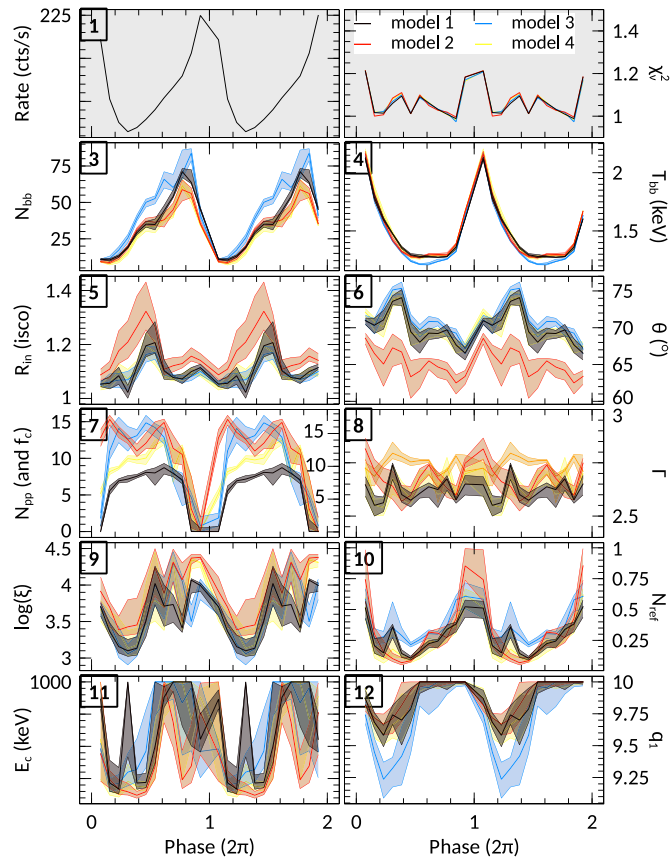 225
Rate (cts/s)
1
model 1
model 3
model 2
model 4
1.4
1.2
1
χ²ᵥ
3
75
50
25
N_bb
4
2
1.5
T_bb (keV)
5
1.4
1.2
1
R_in (isco)
6
75
70
65
60
θ (°)
7
15
10
5
0
N_pp (and f_c)
15
10
5
0
8
3
2.5
Γ
9
4.5
4
3.5
3
log(ξ)
10
1
0.75
0.5
0.25
N_ref
11
1000
E_c (keV)
12
10
9.75
9.5
9.25
q₁
0 1 2
0 1 2
Phase (2π)
Phase (2π)